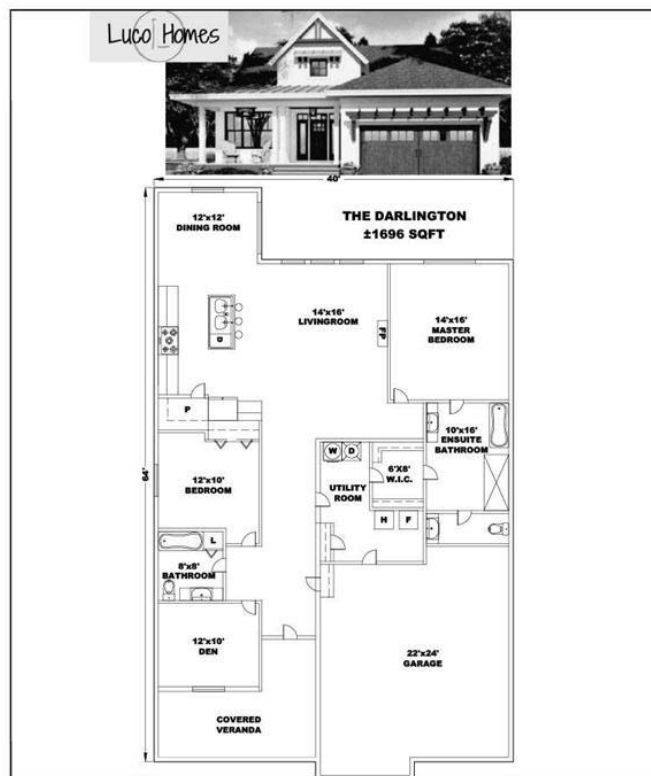 Luco Homes
40'
THE DARLINGTON
±1696 SQFT
12'x12'
DINING ROOM
14'x16'
LIVINGROOM
14'x16'
MASTER
BEDROOM
FP
D
P
10'x16'
ENSUITE
BATHROOM
W D
6'X8'
W.I.C.
64'
12'x10'
BEDROOM
UTILITY
ROOM
H F
L
8'x8'
BATHROOM
12'x10'
DEN
22'x24'
GARAGE
COVERED
VERANDA